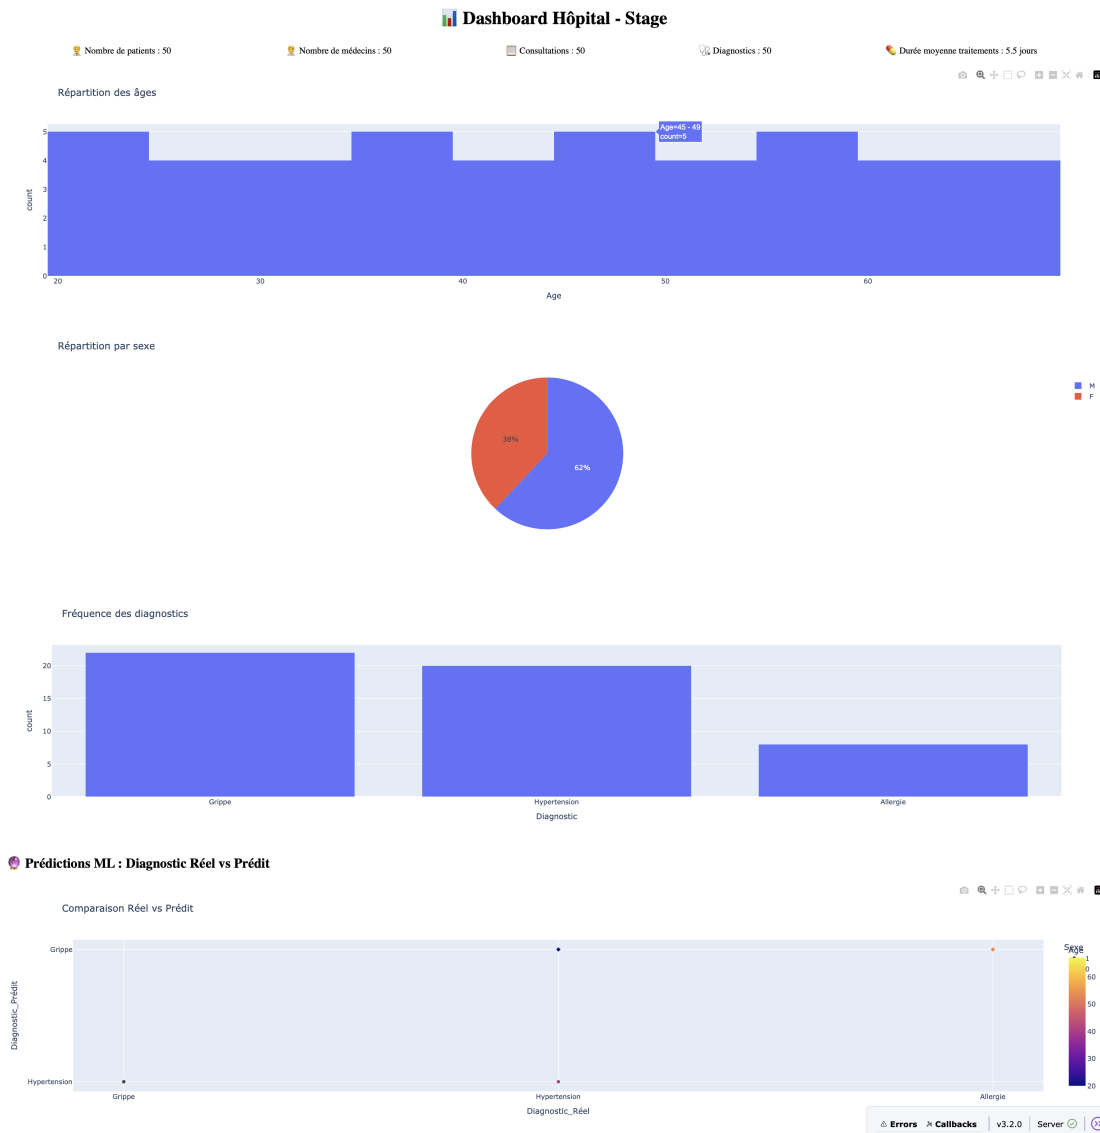 📊 Dashboard Hôpital - Stage
Nombre de patients : 50
Nombre de médecins : 50
Consultations : 50
Diagnostics : 50
Durée moyenne traitements : 5.5 jours
Répartition des âges
Age=45 - 49
count=5
5
4
3
2
1
0
count
20 30 40 50 60
Age
Répartition par sexe
M
F
38%
62%
Fréquence des diagnostics
20
15
10
5
0
count
Grippe Hypertension Allergie
Diagnostic
🔮 Prédictions ML : Diagnostic Réel vs Prédit
Comparaison Réel vs Prédit
Grippe
Hypertension
Diagnostic_Prédit
Grippe Hypertension Allergie
Diagnostic_Réel
Sexe
Age
1
0
60
50
40
30
20
Errors Callbacks v3.2.0 Server